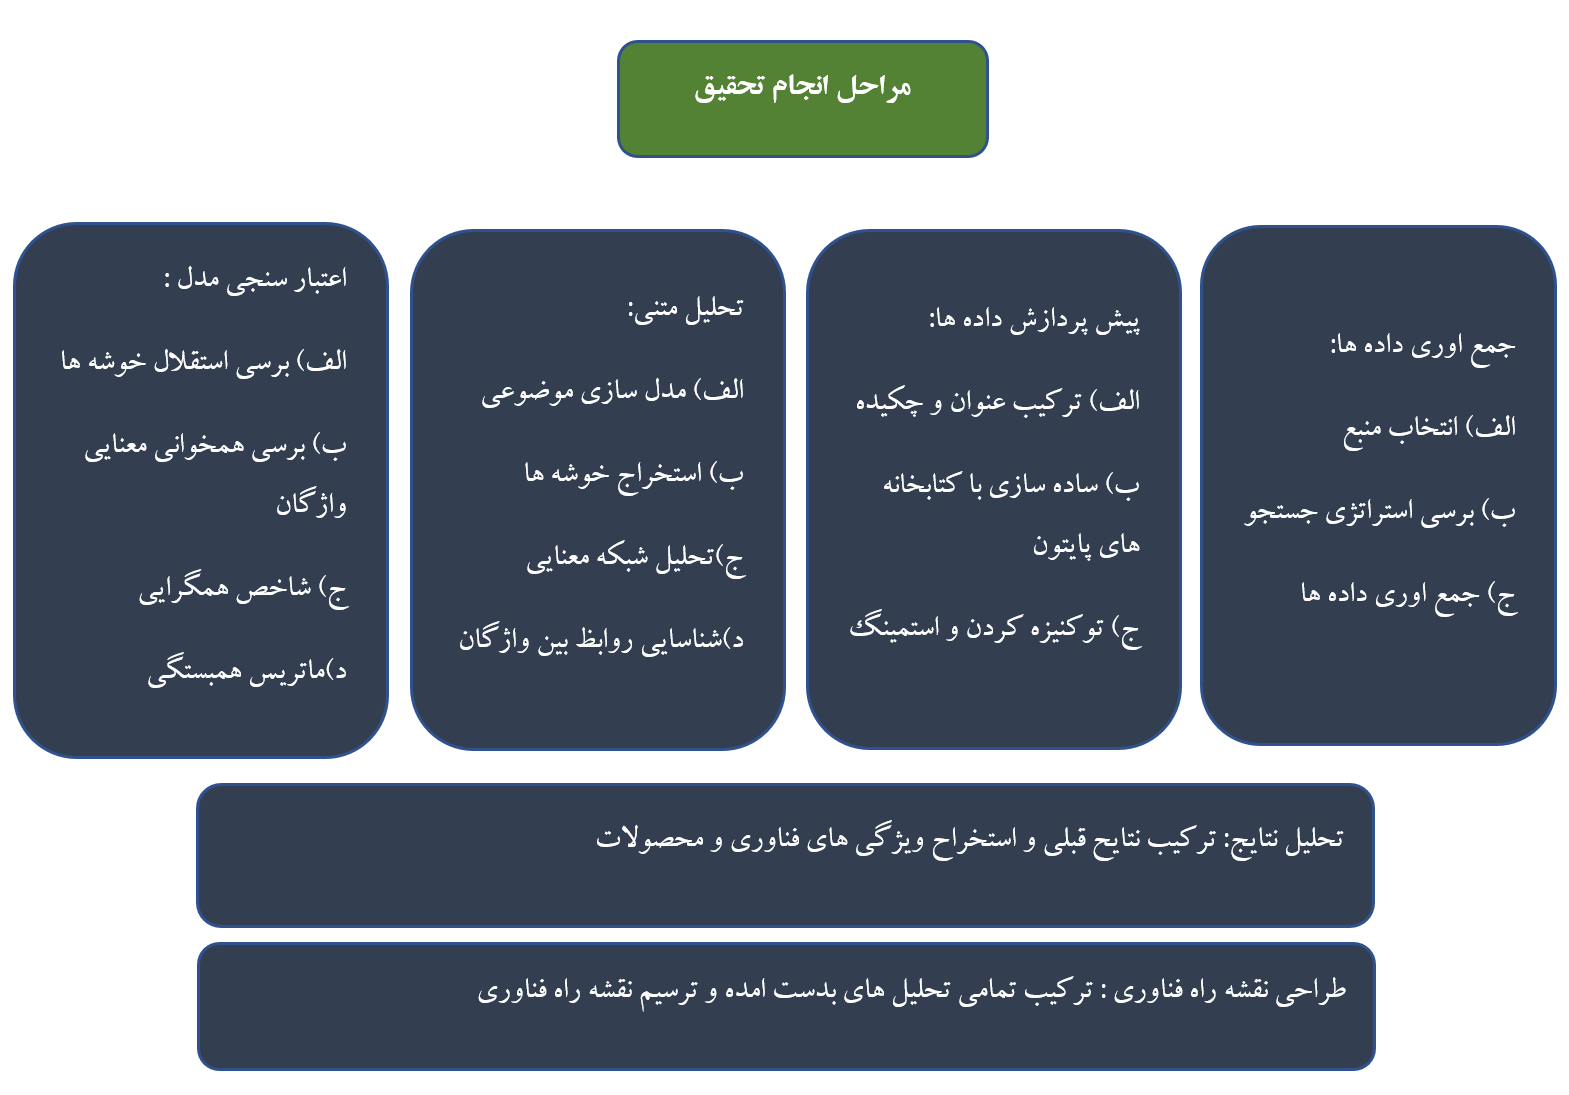 مراحل انجام تحقیق
جمع اوری داده ها:
الف) انتخاب منبع
ب) برسی استراتژی جستجو
ج) جمع اوری داده ها
پیش پردازش داده ها:
الف) ترکیب عنوان و چکیده
ب) ساده سازی با کتابخانه
های پایتون
ج) توکنیزه کردن و استمینگ
تحلیل متنی:
الف) مدل سازی موضوعی
ب) استخراج خوشه ها
ج)تحلیل شبکه معنایی
د)شناسایی روابط بین واژگان
اعتبار سنجی مدل :
الف) برسی استقلال خوشه ها
ب) برسی همخوانی معنایی
واژگان
ج) شاخص همگرایی
د)ماتریس همبستگی
تحلیل نتایج: ترکیب نتایح قبلی و استخراح ویژگی های فناوری و محصولات
طراحی نقشه راه فناوری : ترکیب تمامی تحلیل های بدست امده و ترسیم نقشه راه فناوری